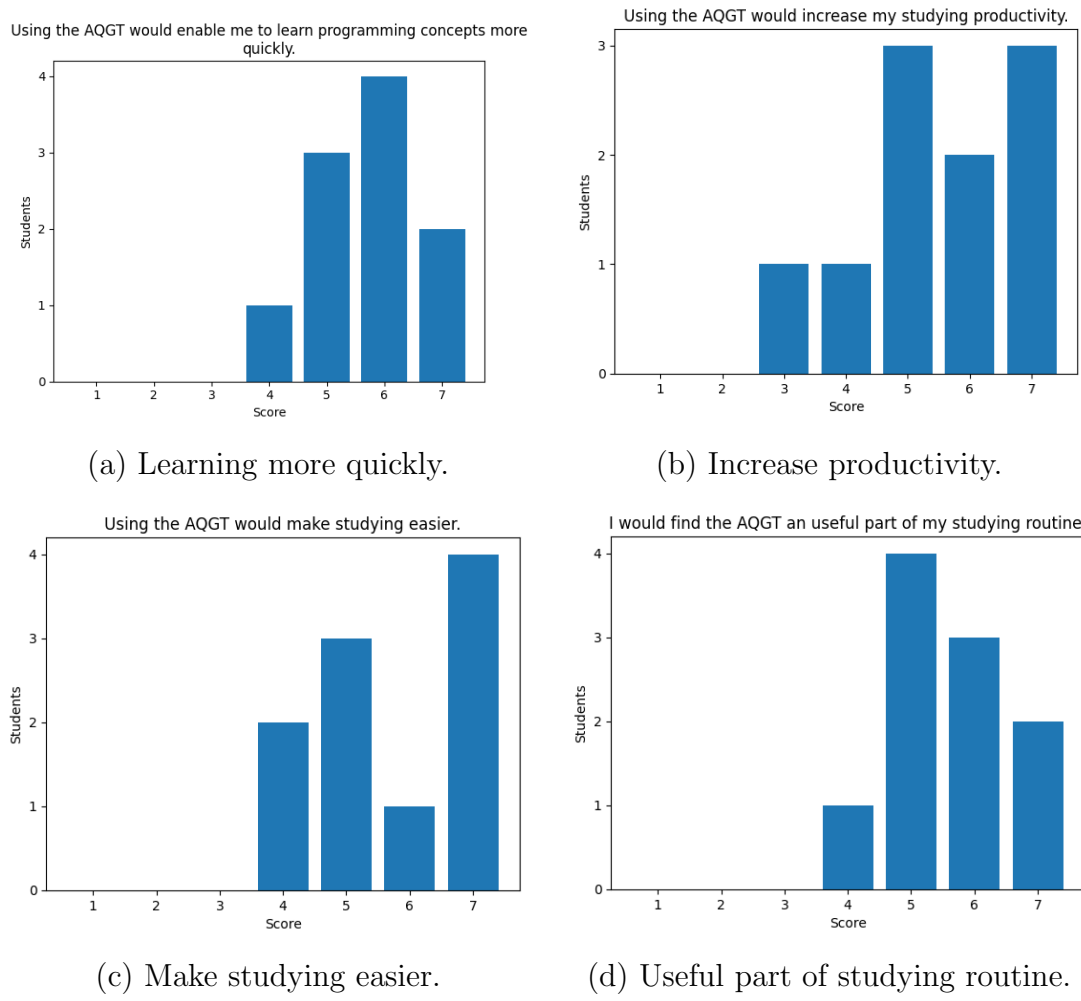 Using the AQGT would enable me to learn programming concepts more
quickly.
4
3
2
1
0
Students
1 2 3 4 5 6 7
Score
(a) Learning more quickly.
Using the AQGT would increase my studying productivity.
3
2
1
0
Students
1 2 3 4 5 6 7
Score
(b) Increase productivity.
Using the AQGT would make studying easier.
4
3
2
1
0
Students
1 2 3 4 5 6 7
Score
(c) Make studying easier.
I would find the AQGT an useful part of my studying routine
4
3
2
1
0
Students
1 2 3 4 5 6 7
Score
(d) Useful part of studying routine.